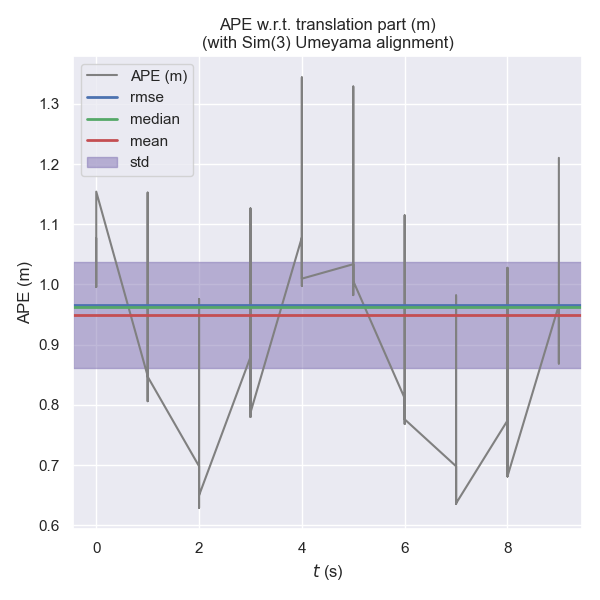 APE w.r.t. translation part (m)
(with Sim(3) Umeyama alignment)
APE (m)
rmse
median
mean
std
1.3
1.2
1.1
1.0
0.9
0.8
0.7
0.6
APE (m)
0 2 4 6 8
t (s)